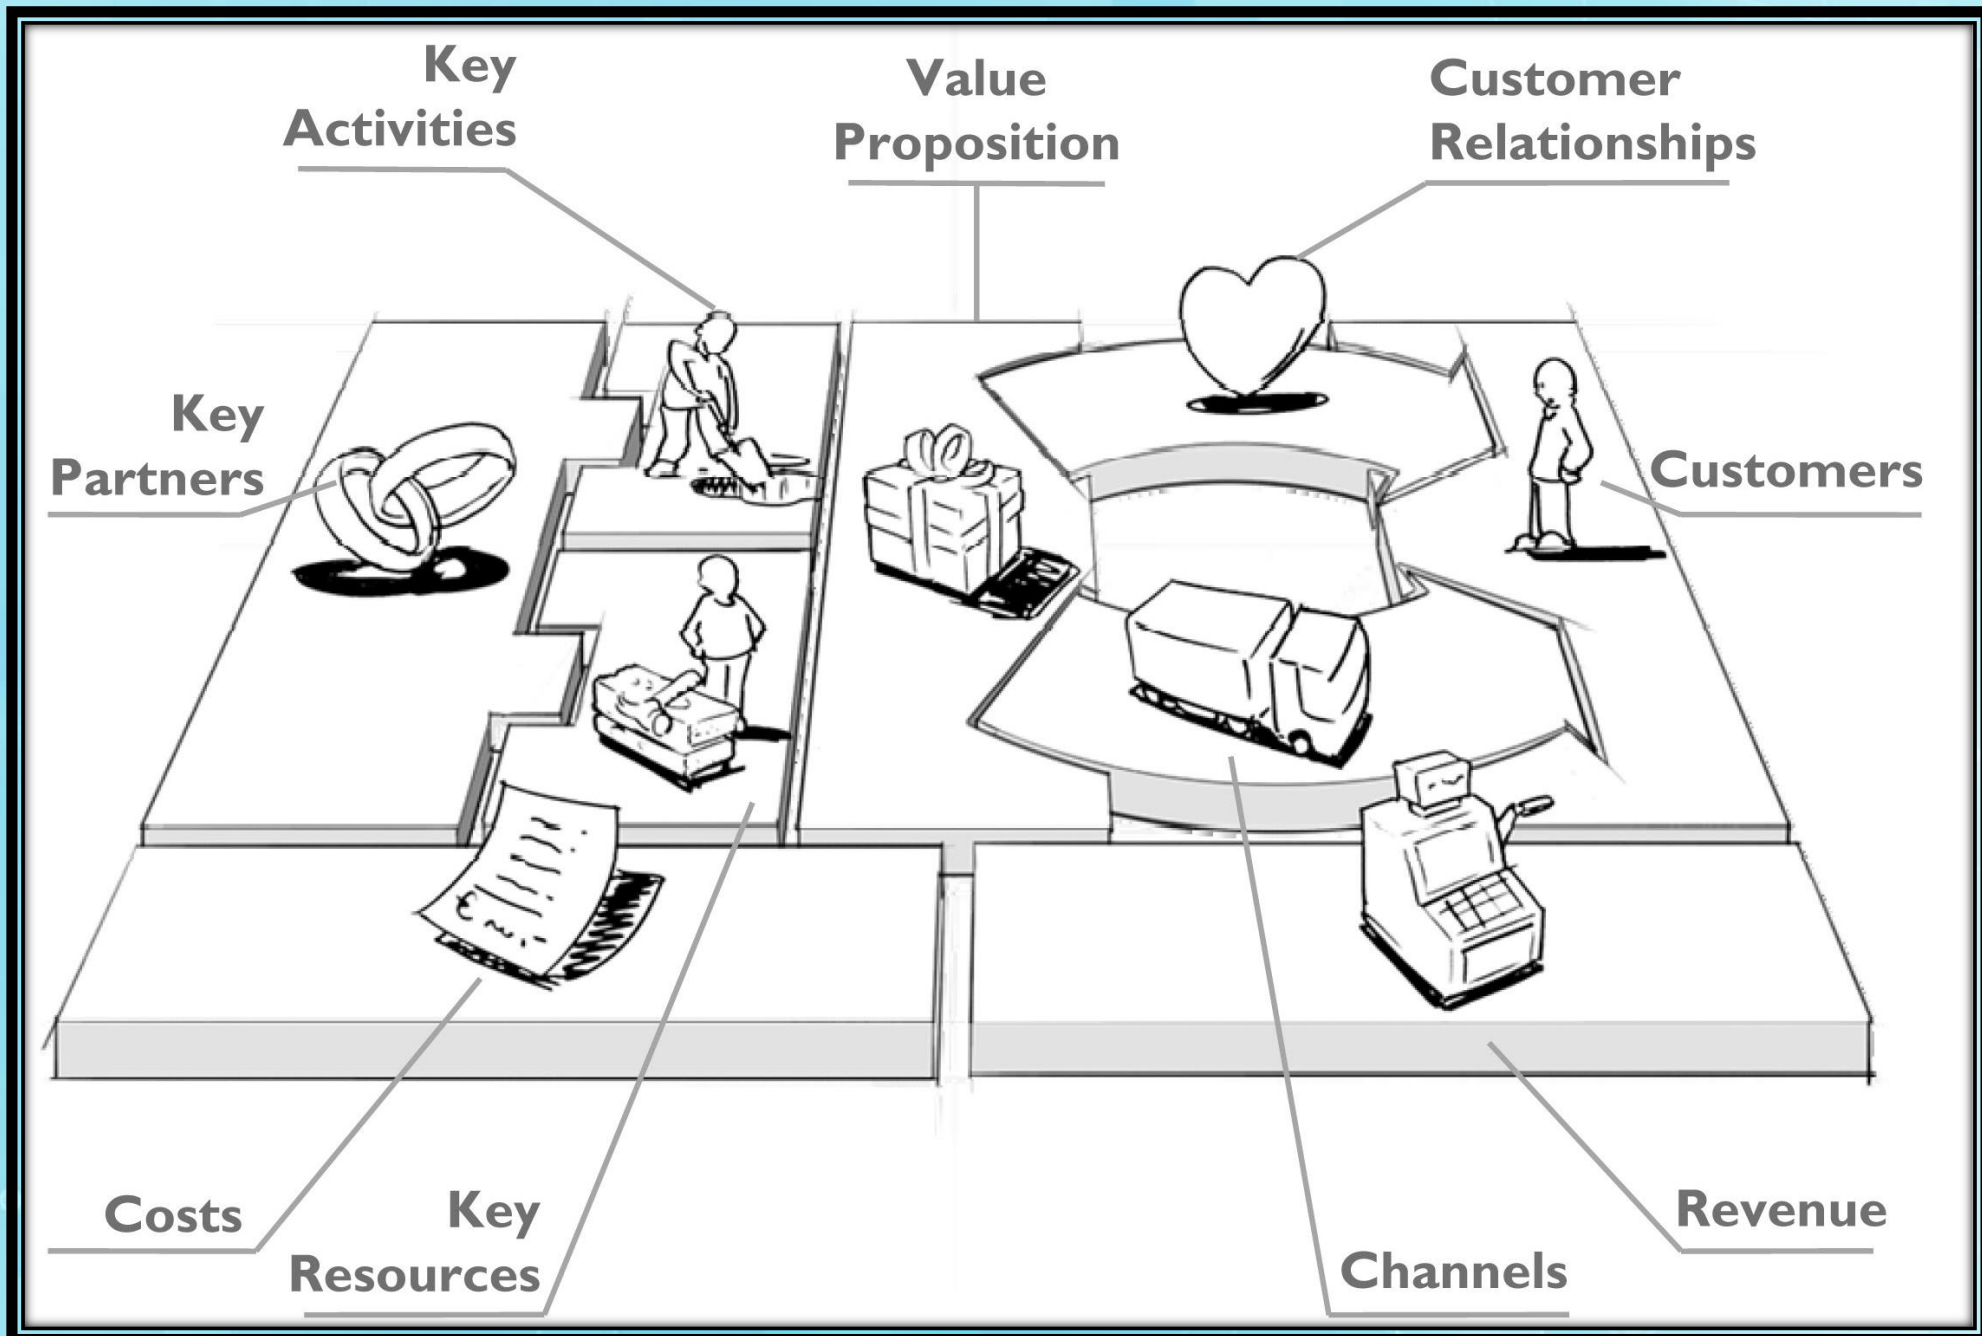 Key
Activities
Value
Proposition
Customer
Relationships
Key
Partners
Customers
Costs
Key
Resources
Channels
Revenue
€